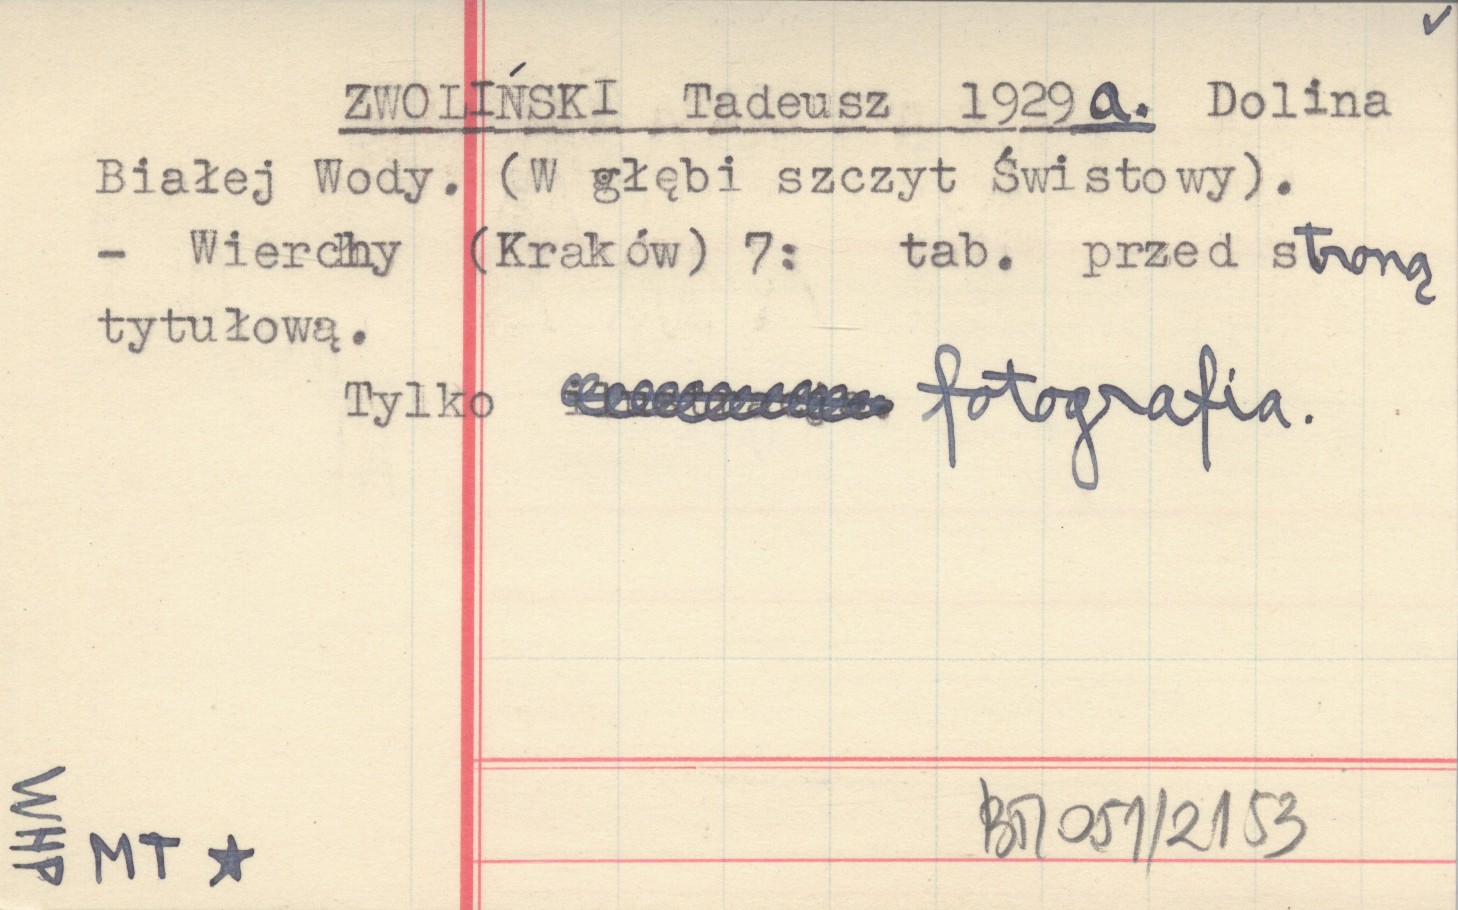 ZWOLIŃSKI Tadeusz 1929a. Dolina
Białej Wody. (W głębi szczyt Świstowy).
- Wierchy (Kraków) 7: tab. przed stroną
tytułową.
Tylko fotografia.
051/2153
WHP
MT ★